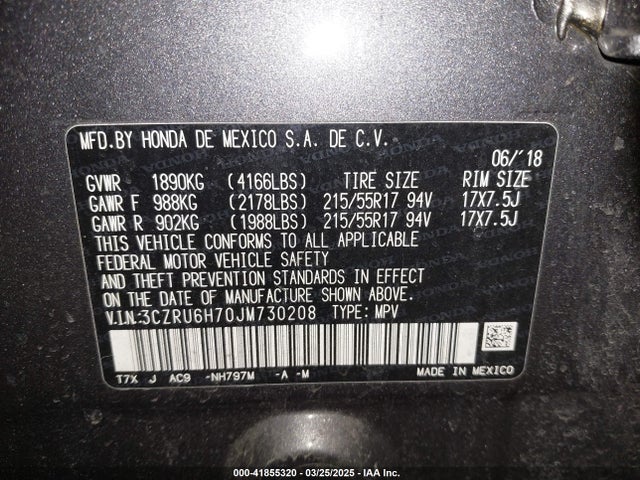 MFD.BY HONDA DE MEXICO S.A. DE C.V.
06/'18
GVWR 1890KG (4166LBS) TIRE SIZE RIM SIZE
GAWR F 988KG (2178LBS) 215/55R17 94V 17X7.5J
GAWR R 902KG (1988LBS) 215/55R17 94V 17X7.5J
THIS VEHICLE CONFORMS TO ALL APPLICABLE
FEDERAL MOTOR VEHICLE SAFETY
AND THEFT PREVENTION STANDARDS IN EFFECT
ON THE DATE OF MANUFACTURE SHOWN ABOVE.
V.I.N:3CZRU6H70JM730208 TYPE: MPV
T7X J AC9 -NH797M -A -M
MADE IN MEXICO
000-41855320 — 03/25/2025 — IAA Inc.